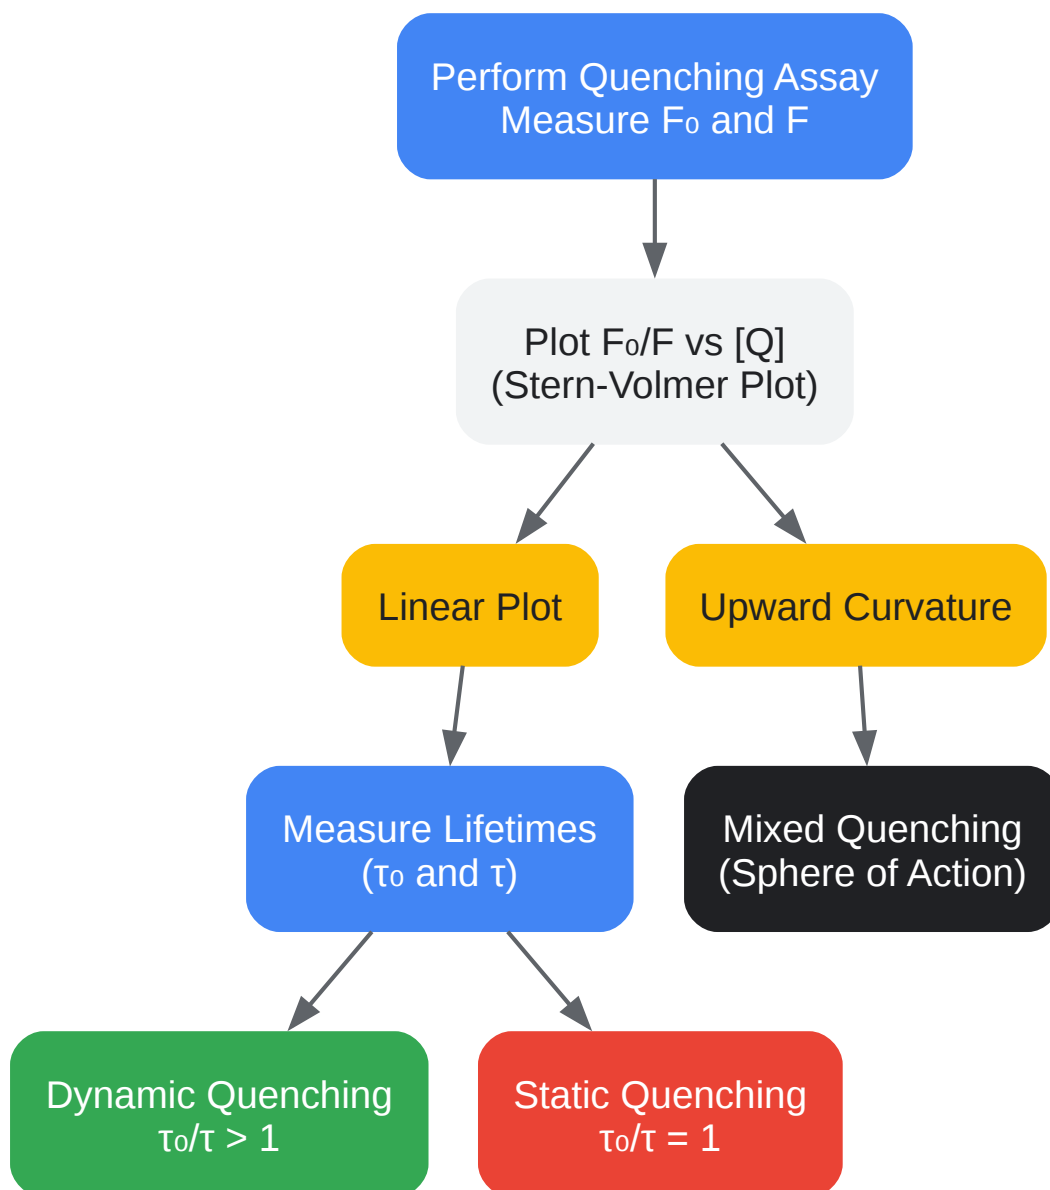 Perform Quenching Assay
Measure F₀ and F
Plot F₀/F vs [Q]
(Stern-Volmer Plot)
Linear Plot
Upward Curvature
Measure Lifetimes
(τ₀ and τ)
Mixed Quenching
(Sphere of Action)
Dynamic Quenching
τ₀/τ > 1
Static Quenching
τ₀/τ = 1